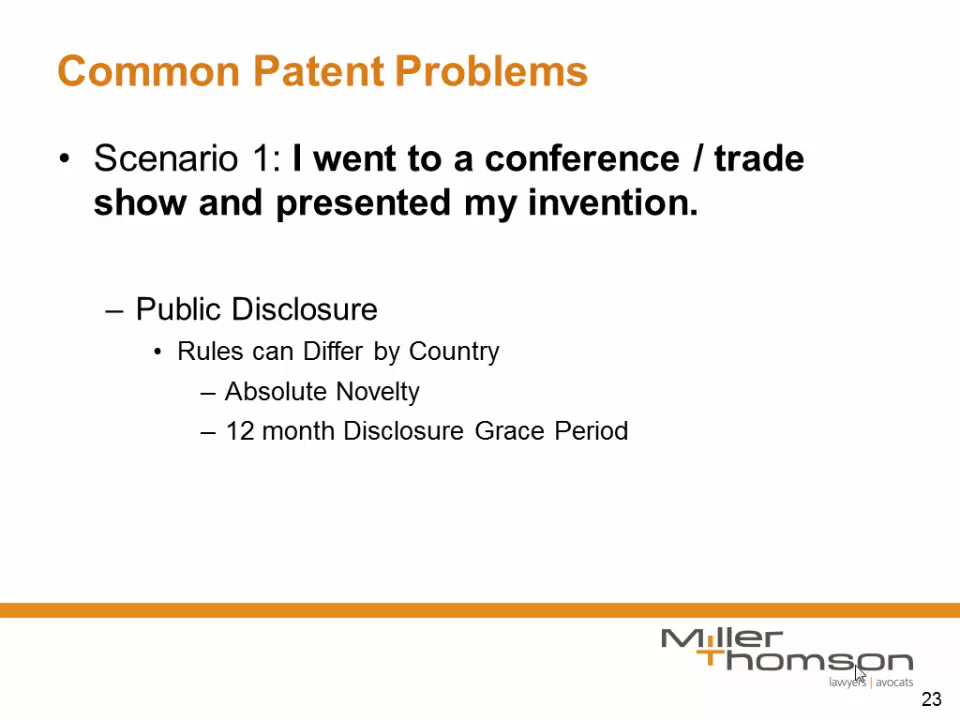 Common Patent Problems
• Scenario 1: I went to a conference / trade
show and presented my invention.
– Public Disclosure
• Rules can Differ by Country
– Absolute Novelty
– 12 month Disclosure Grace Period
Miller
Thomson
lawyers | avocats
23